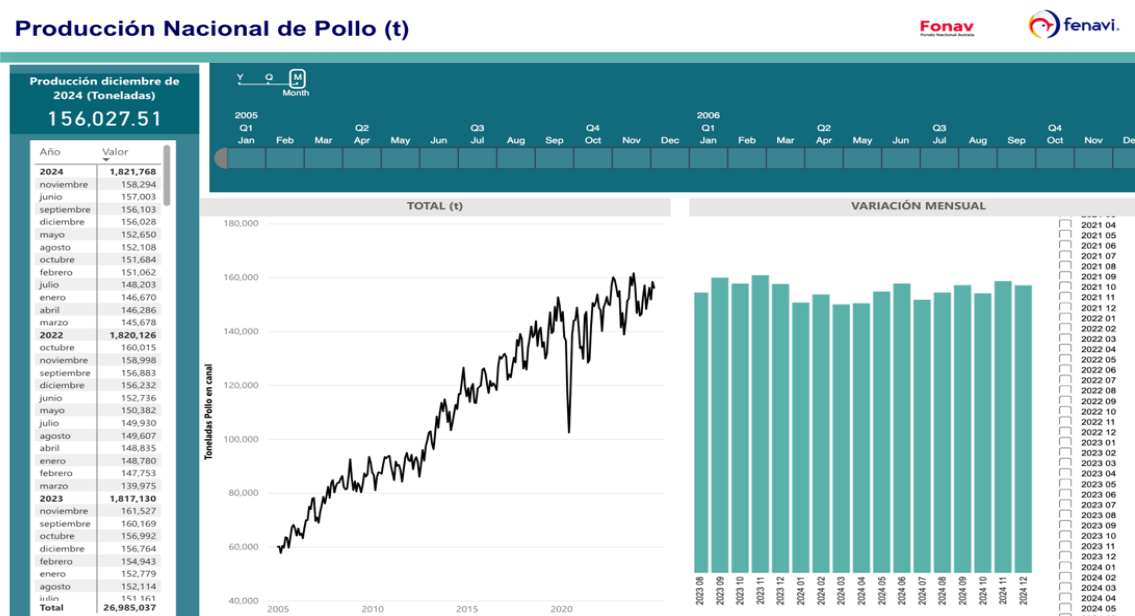 Producción Nacional de Pollo (t)
Fonav
Fondo Nacional Avícola
fenavi.
Producción diciembre de
2024 (Toneladas)
156,027.51
Y Q M
Month
2005 2006
Q1 Q2 Q3 Q4 Q1 Q2 Q3 Q4
Jan Feb Mar Apr May Jun Jul Aug Sep Oct Nov Dec Jan Feb Mar Apr May Jun Jul Aug Sep Oct Nov De
Año Valor
2024 1,821,768
noviembre 158,294
junio 157,003
septiembre 156,103
diciembre 156,028
mayo 152,650
agosto 152,108
octubre 151,684
febrero 151,062
julio 148,203
enero 146,670
abril 146,286
marzo 145,678
2022 1,820,126
octubre 160,015
noviembre 158,998
septiembre 156,883
diciembre 156,232
junio 152,736
mayo 150,382
julio 149,930
agosto 149,607
abril 148,835
enero 148,780
febrero 147,753
marzo 139,975
2023 1,817,130
noviembre 161,527
septiembre 160,169
octubre 156,992
diciembre 156,764
febrero 154,943
enero 152,779
agosto 152,114
julio 151,161
Total 26,985,037
TOTAL (t)
Toneladas Pollo en canal
180,000
160,000
140,000
120,000
100,000
80,000
60,000
40,000
2005 2010 2015 2020
VARIACIÓN MENSUAL
2023 08
2023 09
2023 10
2023 11
2023 12
2024 01
2024 02
2024 03
2024 04
2024 05
2024 06
2024 07
2024 08
2024 09
2024 10
2024 11
2024 12
2021 04
2021 05
2021 06
2021 07
2021 08
2021 09
2021 10
2021 11
2021 12
2022 01
2022 02
2022 03
2022 04
2022 05
2022 06
2022 07
2022 08
2022 09
2022 10
2022 11
2022 12
2023 01
2023 02
2023 03
2023 04
2023 05
2023 06
2023 07
2023 08
2023 09
2023 10
2023 11
2023 12
2024 01
2024 02
2024 03
2024 04
2024 05